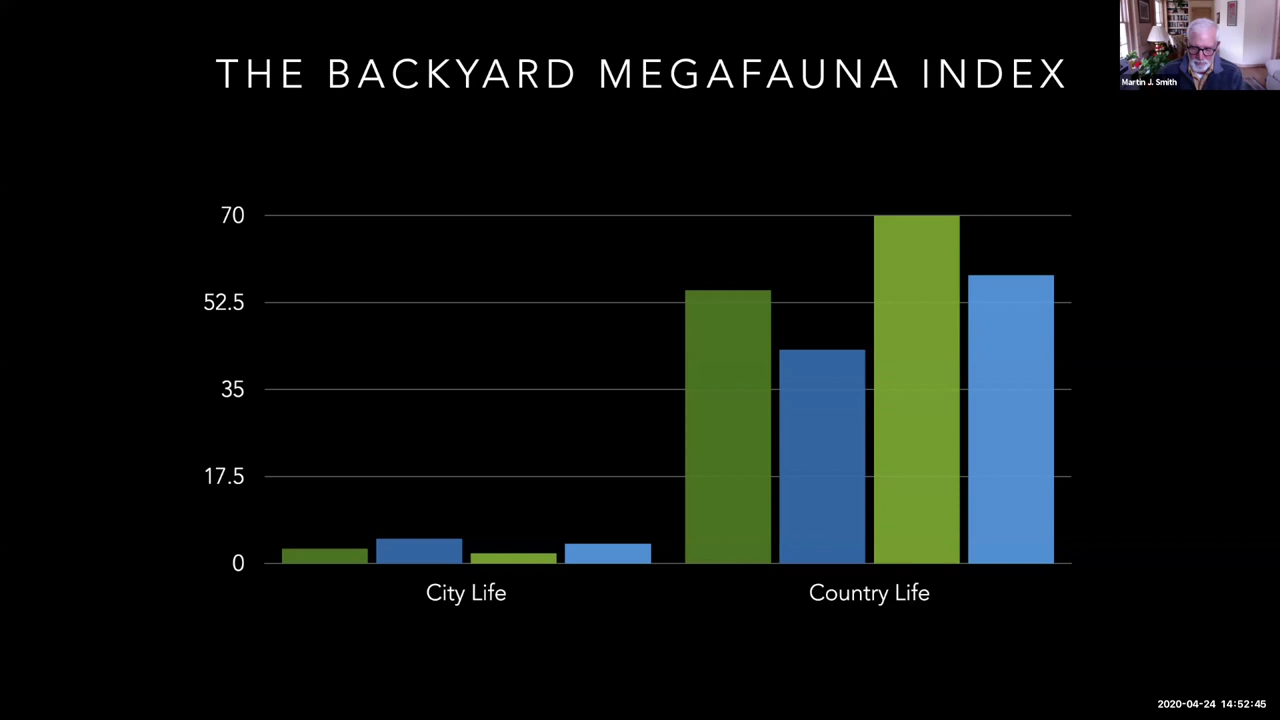 THE BACKYARD MEGAFAUNA INDEX
Martin J. Smith
70
52.5
35
17.5
0
City Life
Country Life
2020-04-24 14:52:45